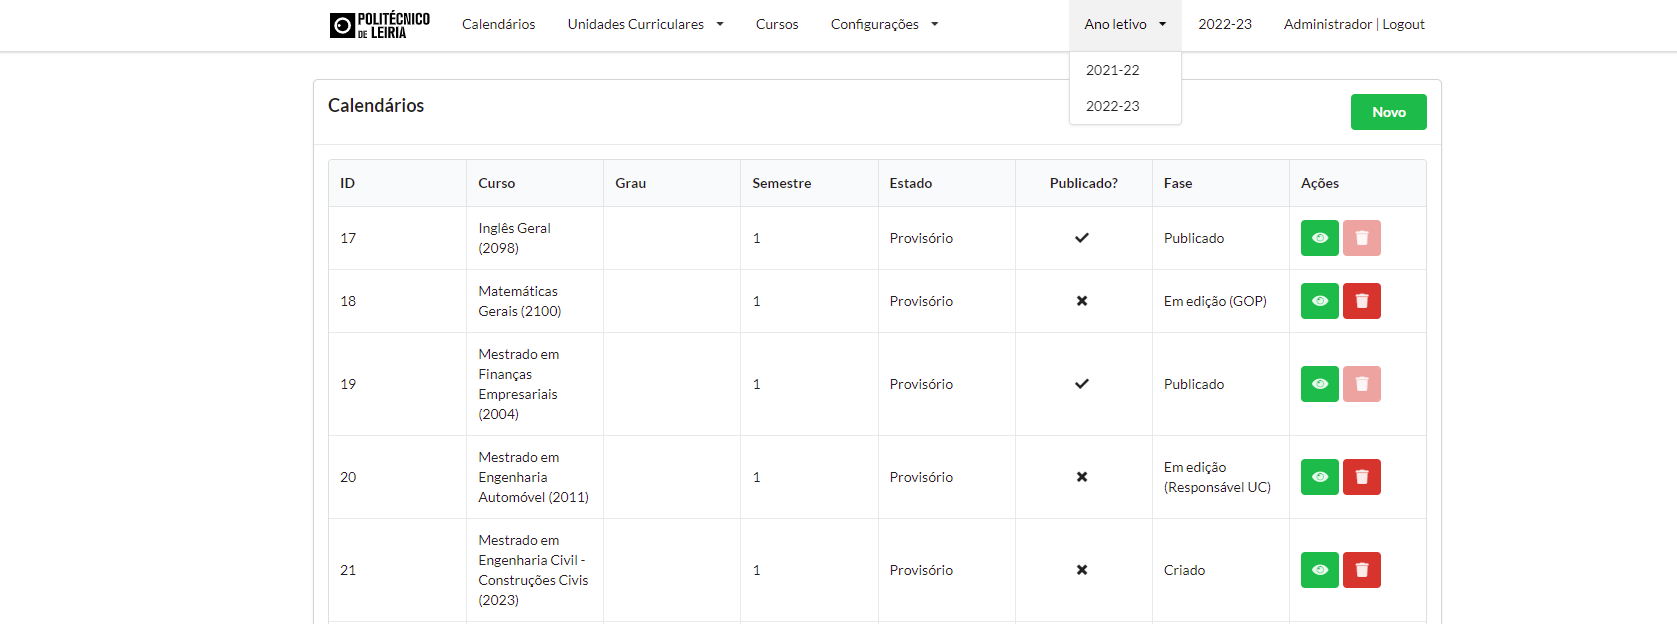 POLITÉCNICO
DE LEIRIA
Calendários Unidades Curriculares Cursos Configurações Ano letivo 2022-23 Administrador | Logout
2021-22
2022-23
Calendários
Novo
ID Curso Grau Semestre Estado Publicado? Fase Ações
17 Inglês Geral (2098) 1 Provisório Publicado
18 Matemáticas Gerais (2100) 1 Provisório Em edição (GOP)
19 Mestrado em Finanças Empresariais (2004) 1 Provisório Publicado
20 Mestrado em Engenharia Automóvel (2011) 1 Provisório Em edição (Responsável UC)
21 Mestrado em Engenharia Civil - Construções Civis (2023) 1 Provisório Criado